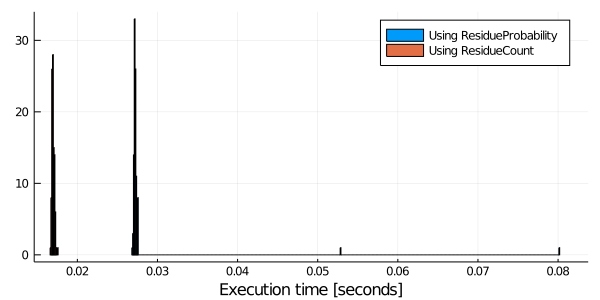 Using ResidueProbability
Using ResidueCount
30
20
10
0
0.02 0.03 0.04 0.05 0.06 0.07 0.08
Execution time [seconds]